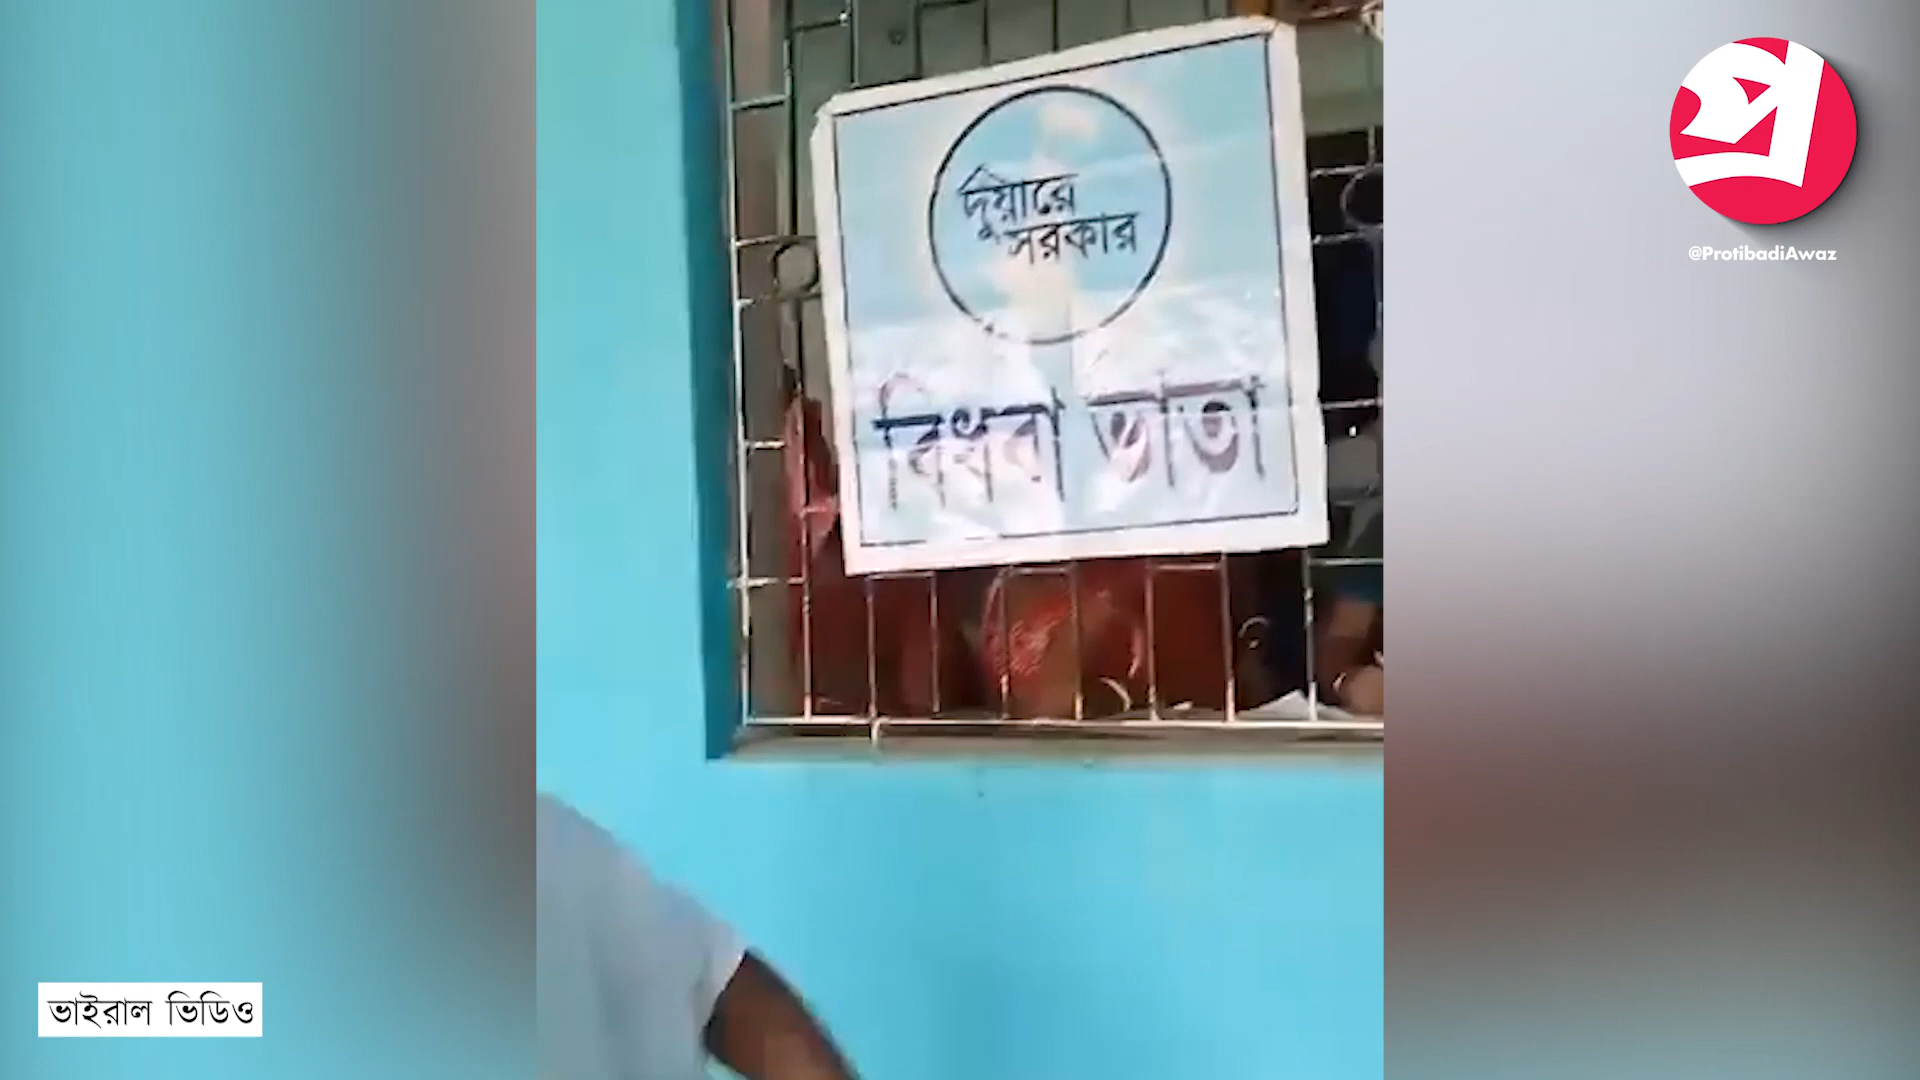 দুয়ারে
সরকার
বিধবা ভাতা
প
@ProtibadiAwaz
ভাইরাল ভিডিও